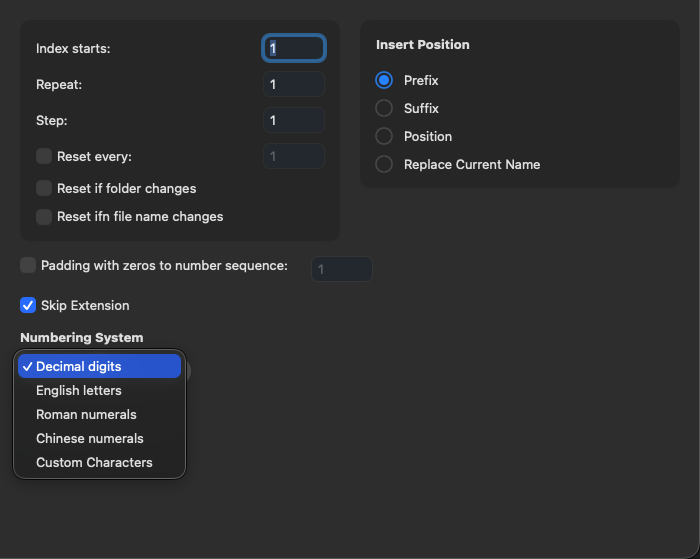 Index starts: 1
Repeat: 1
Step: 1
Reset every: 1
Reset if folder changes
Reset ifn file name changes
Insert Position
Prefix
Suffix
Position
Replace Current Name
Padding with zeros to number sequence: 1
Skip Extension
Numbering System
Decimal digits
English letters
Roman numerals
Chinese numerals
Custom Characters